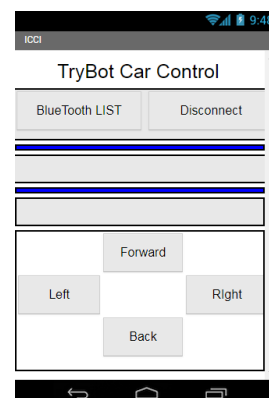 9:48
ICCI
TryBot Car Control
BlueTooth LIST Disconnect
Forward
Left RIght
Back